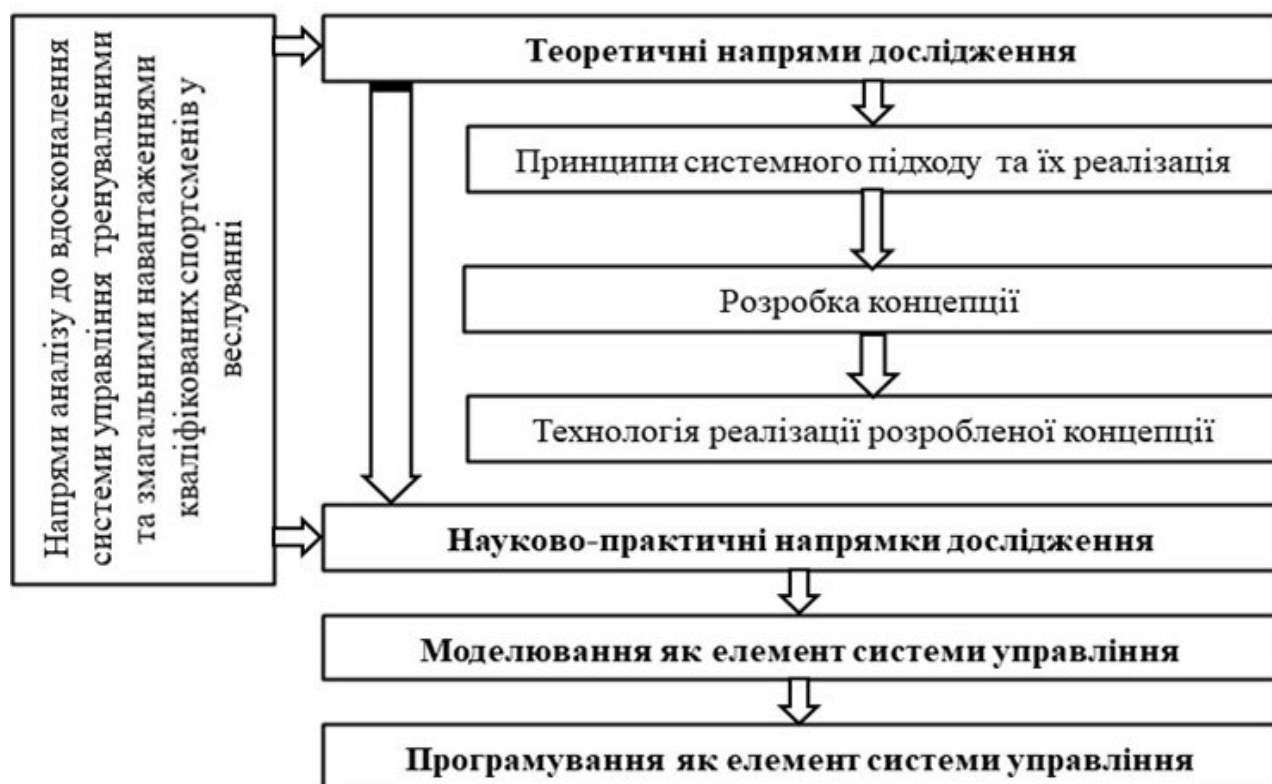 Напрями аналізу до вдосконалення
системи управління тренувальними
та змагальними навантаженнями
кваліфікованих спортсменів у
веслуванні
Теоретичні напрями дослідження
Принципи системного підходу та їх реалізація
Розробка концепції
Технологія реалізації розробленої концепції
Науково-практичні напрямки дослідження
Моделювання як елемент системи управління
Програмування як елемент системи управління